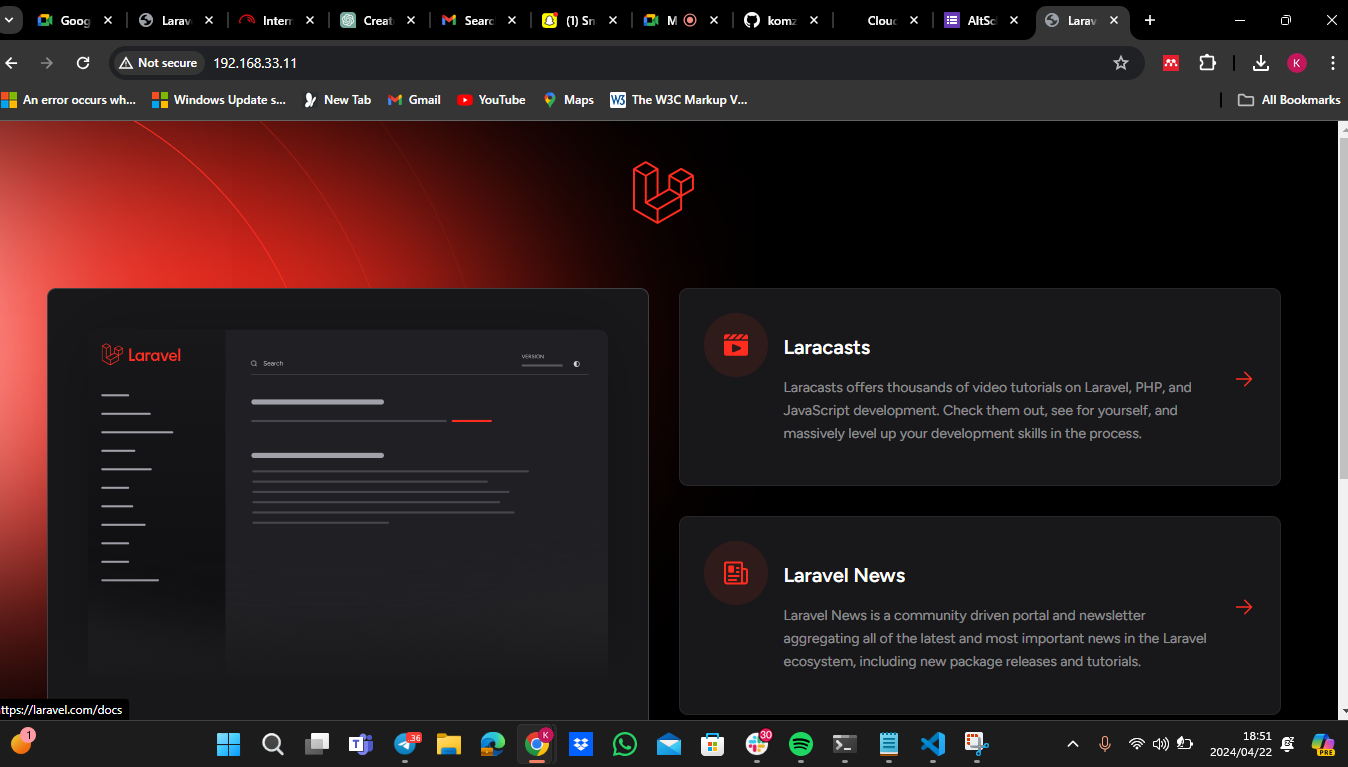 Goog
Larav
Intern
Creat
Searc
(1) Sn
M
komz
Clouc
AltSc
Larav
Not secure
192.168.33.11
K
An error occurs wh...
Windows Update s...
New Tab
Gmail
YouTube
Maps
W3
The W3C Markup V...
All Bookmarks
Laravel
Search
VERSION
Laracasts
Laracasts offers thousands of video tutorials on Laravel, PHP, and
JavaScript development. Check them out, see for yourself, and
massively level up your development skills in the process.
Laravel News
Laravel News is a community driven portal and newsletter
aggregating all of the latest and most important news in the Laravel
ecosystem, including new package releases and tutorials.
ttps://laravel.com/docs
1
36
K
30
18:51
2024/04/22
PRE